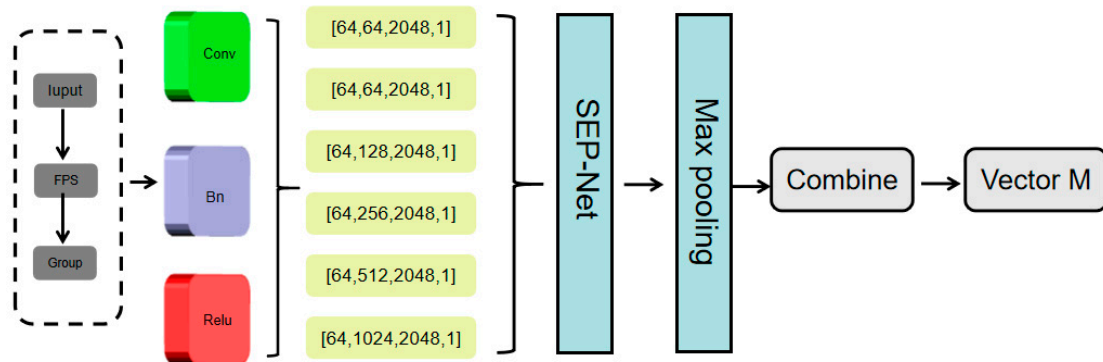 Iuput
FPS
Group
Conv
Bn
Relu
[64,64,2048,1]
[64,64,2048,1]
[64,128,2048,1]
[64,256,2048,1]
[64,512,2048,1]
[64,1024,2048,1]
SEP-Net
Max pooling
Combine
Vector M